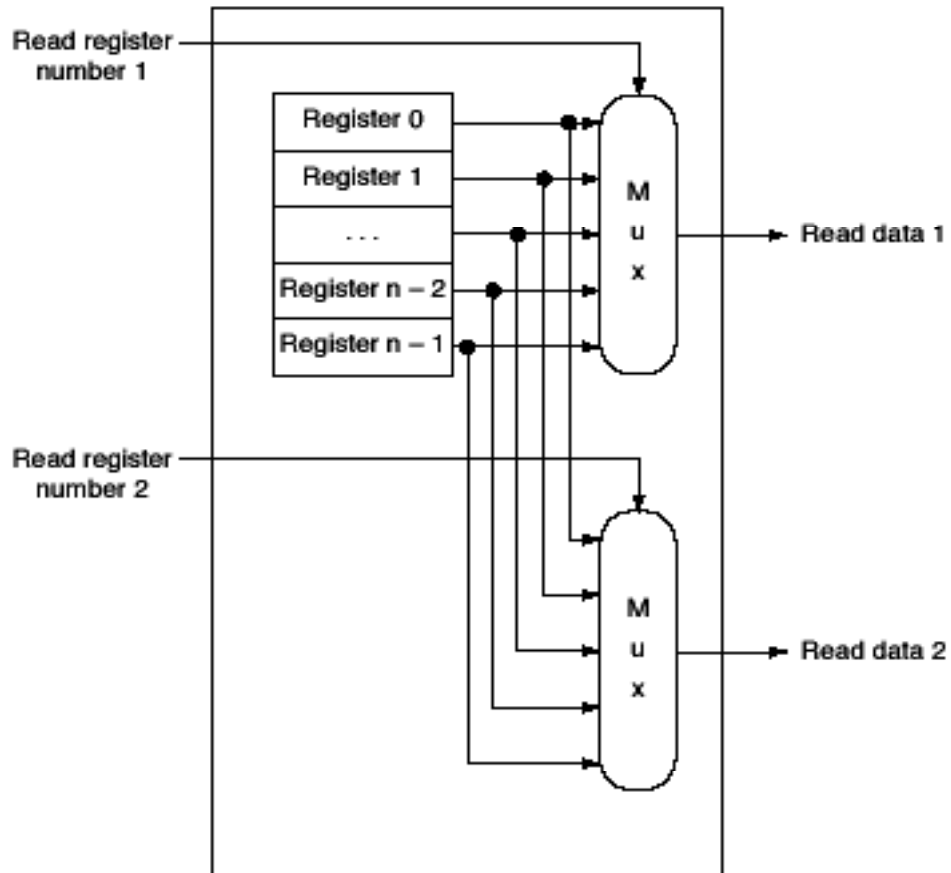 Read register
number 1
Register 0
Register 1
. . .
Register n – 2
Register n – 1
M
u
x
Read data 1
Read register
number 2
M
u
x
Read data 2